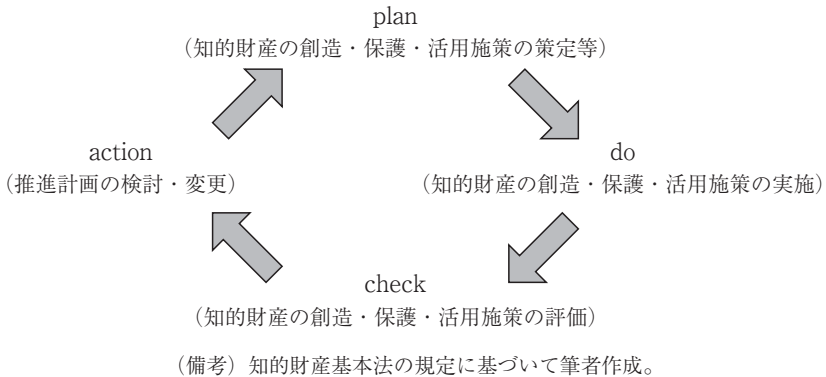 plan
（知的財産の創造・保護・活用施策の策定等）
action
（推進計画の検討・変更）
do
（知的財産の創造・保護・活用施策の実施）
check
（知的財産の創造・保護・活用施策の評価）
（備考）知的財産基本法の規定に基づいて筆者作成。